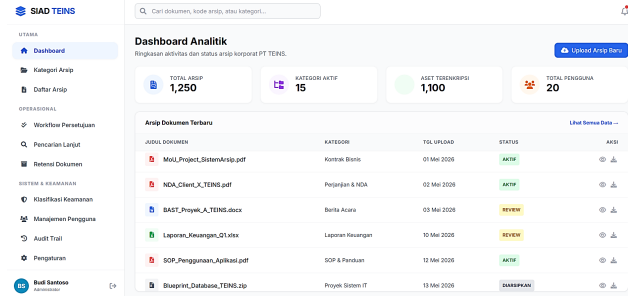 SIAD TEINS
Cari dokumen, kode arsip, atau kategori...
UTAMA
Dashboard
Kategori Arsip
Daftar Arsip
OPERASIONAL
Workflow Persetujuan
Pencarian Lanjut
Retensi Dokumen
SISTEM & KEAMANAN
Klasifikasi Keamanan
Manajemen Pengguna
Audit Trail
Pengaturan
BS
Budi Santoso
Administrator
Dashboard Analitik
Ringkasan aktivitas dan status arsip korporat PT TEINS.
Upload Arsip Baru
TOTAL ARSIP
1,250
KATEGORI AKTIF
15
ASET TERENKRIPSI
1,100
TOTAL PENGGUNA
20
Arsip Dokumen Terbaru
Lihat Semua Data →
JUDUL DOKUMEN KATEGORI TGL UPLOAD STATUS AKSI
MoU_Project_SistemArsip.pdf Kontrak Bisnis 01 Mei 2026 AKTIF
NDA_Client_X_TEINS.pdf Perjanjian & NDA 02 Mei 2026 AKTIF
BAST_Proyek_A_TEINS.docx Berita Acara 03 Mei 2026 REVIEW
Laporan_Keuangan_Q1.xlsx Laporan Keuangan 10 Mei 2026 REVIEW
SOP_Penggunaan_Aplikasi.pdf SOP & Panduan 12 Mei 2026 AKTIF
Blueprint_Database_TEINS.zip Proyek Sistem IT 13 Mei 2026 DIARSIPKAN